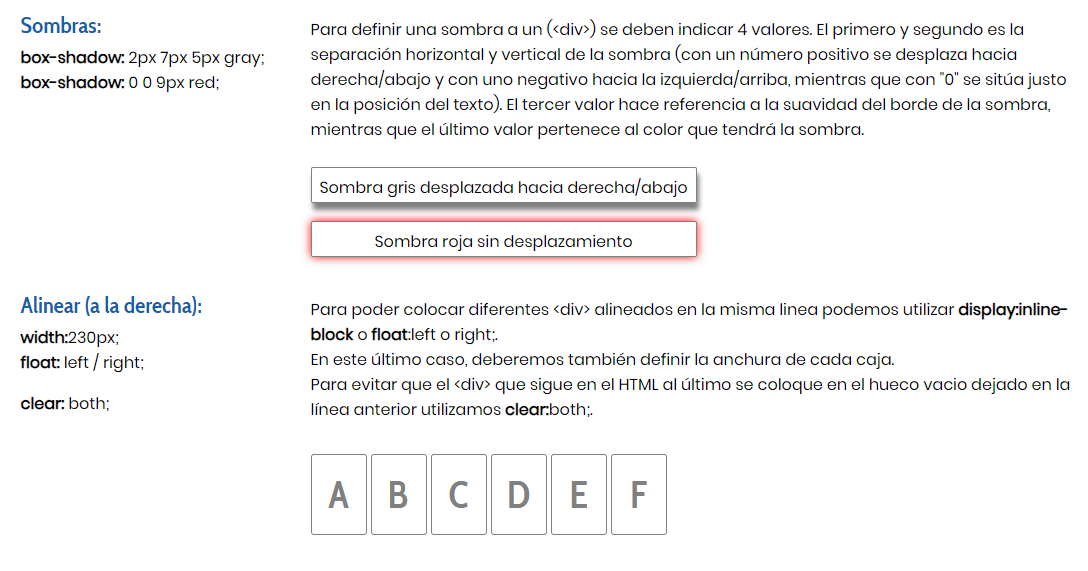 Sombras:
box-shadow: 2px 7px 5px gray;
box-shadow: 0 0 9px red;
Para definir una sombra a un (<div>) se deben indicar 4 valores. El primero y segundo es la
separación horizontal y vertical de la sombra (con un número positivo se desplaza hacia
derecha/abajo y con uno negativo hacia la izquierda/arriba, mientras que con "0" se sitúa justo
en la posición del texto). El tercer valor hace referencia a la suavidad del borde de la sombra,
mientras que el último valor pertenece al color que tendrá la sombra.
Sombra gris desplazada hacia derecha/abajo
Sombra roja sin desplazamiento
Alinear (a la derecha):
width:230px;
float: left / right;
clear: both;
Para poder colocar diferentes <div> alineados en la misma linea podemos utilizar display:inline-
block o float:left o right;.
En este último caso, deberemos también definir la anchura de cada caja.
Para evitar que el <div> que sigue en el HTML al último se coloque en el hueco vacio dejado en la
línea anterior utilizamos clear:both;.
A B C D E F